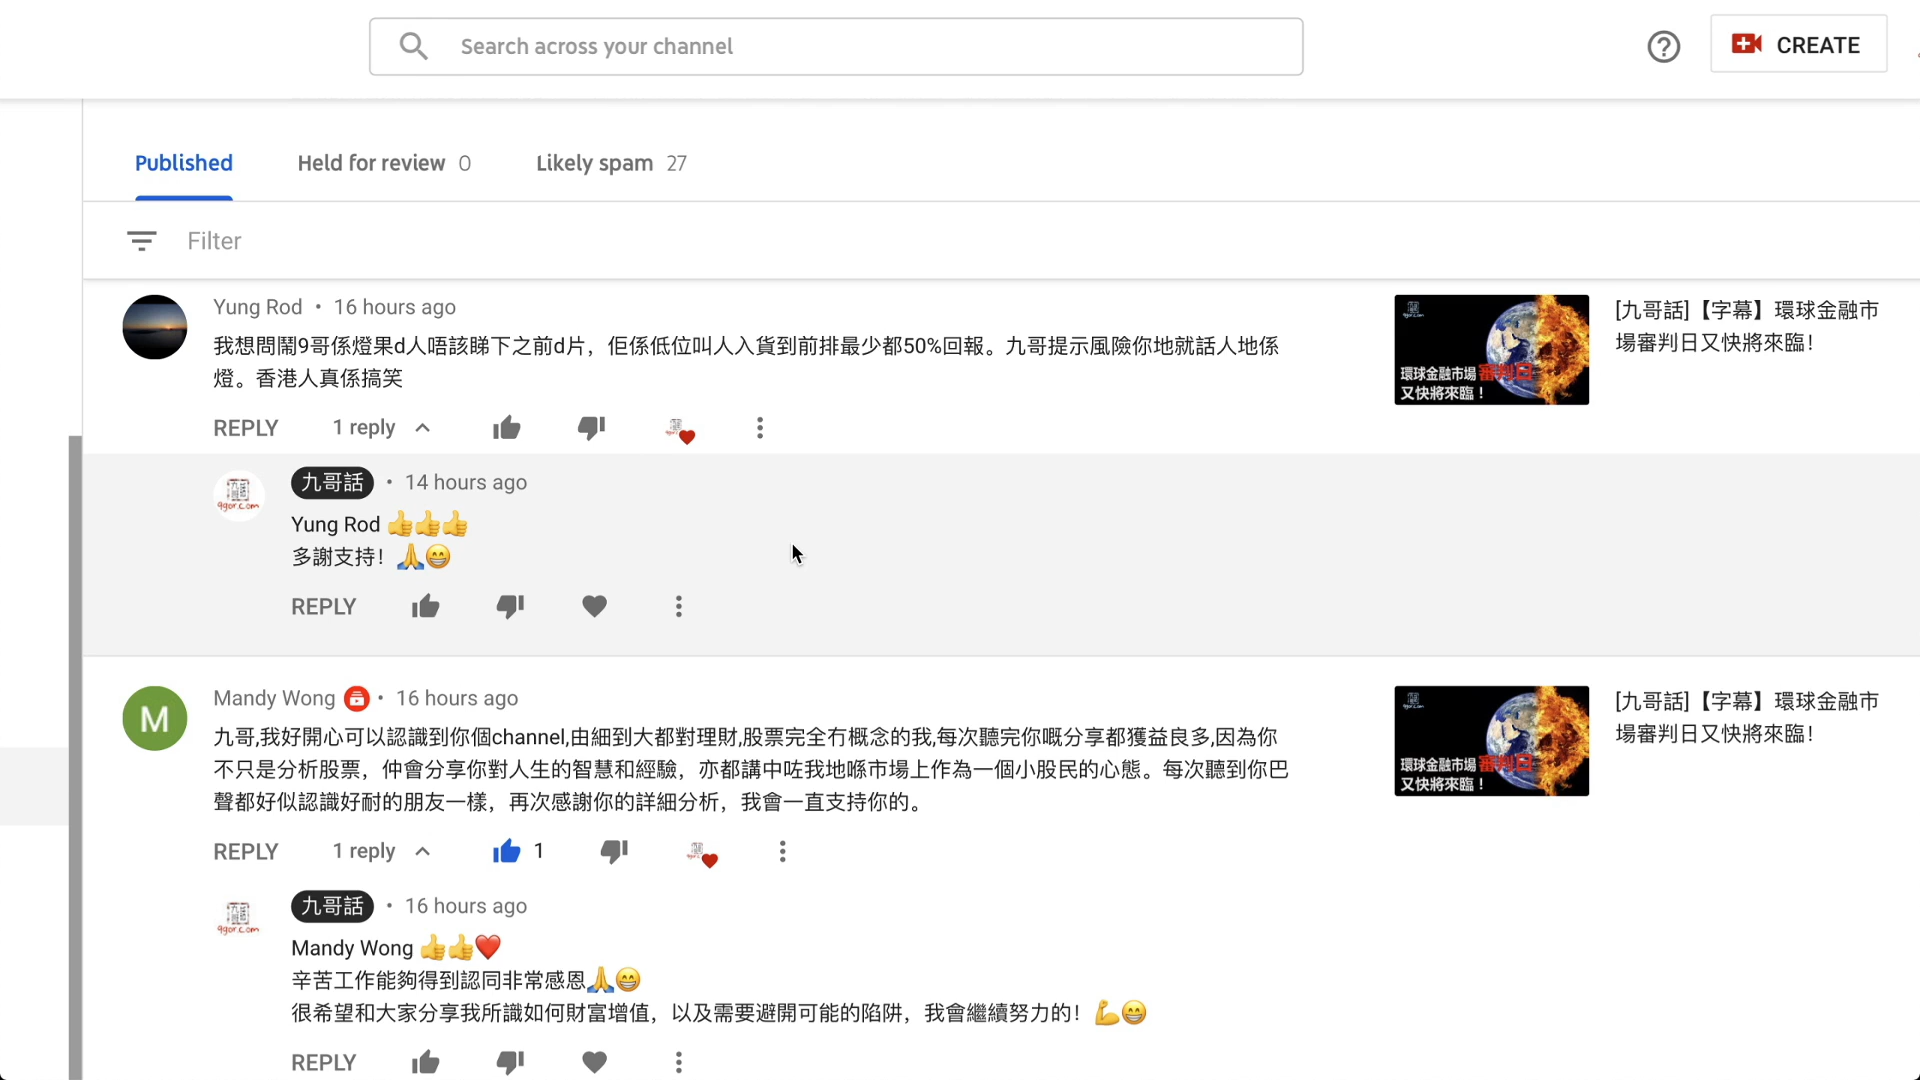 Search across your channel
CREATE
Published
Held for review 0
Likely spam 27
Filter
Yung Rod • 16 hours ago
我想問鬧9哥係燈果d人唔該睇下之前d片，佢係低位叫人入貨到前排最少都50%回報。九哥提示風險你地就話人地係
燈。香港人真係搞笑
REPLY
1 reply
[九哥話]【字幕】環球金融市
場審判日又快將來臨！
環球金融市場審判日
又快將來臨！
九哥話 • 14 hours ago
9gor.com
Yung Rod 👍👍👍
多謝支持！🙏😁
REPLY
M
Mandy Wong • 16 hours ago
九哥,我好開心可以認識到你個channel,由細到大都對理財,股票完全冇概念的我,每次聽完你嘅分享都獲益良多,因為你
不只是分析股票，仲會分享你對人生的智慧和經驗，亦都講中咗我地喺市場上作為一個小股民的心態。每次聽到你巴
聲都好似認識好耐的朋友一樣，再次感謝你的詳細分析，我會一直支持你的。
REPLY
1 reply
1
[九哥話]【字幕】環球金融市
場審判日又快將來臨！
環球金融市場審判日
又快將來臨！
九哥話 • 16 hours ago
9gor.com
Mandy Wong 👍👍❤️
辛苦工作能夠得到認同非常感恩🙏😁
很希望和大家分享我所識如何財富增值，以及需要避開可能的陷阱，我會繼續努力的！💪😁
REPLY